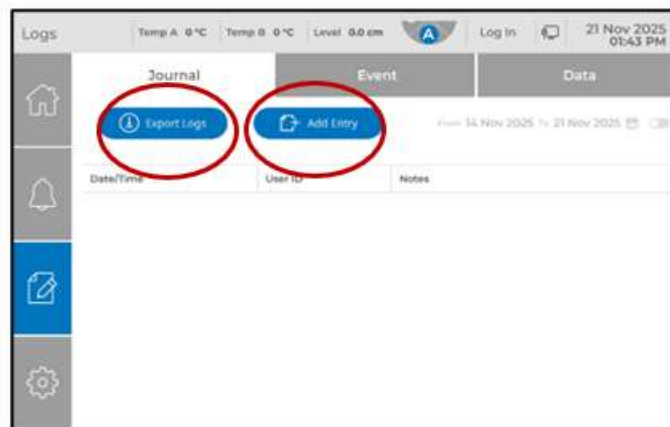 Logs Temp A 0 °C Temp B 0 °C Level 0.0 cm A Log In 21 Nov 2025
01:43 PM
Journal Event Data
Export Logs Add Entry From 14 Nov 2025 To 21 Nov 2025
Date/Time User ID Notes